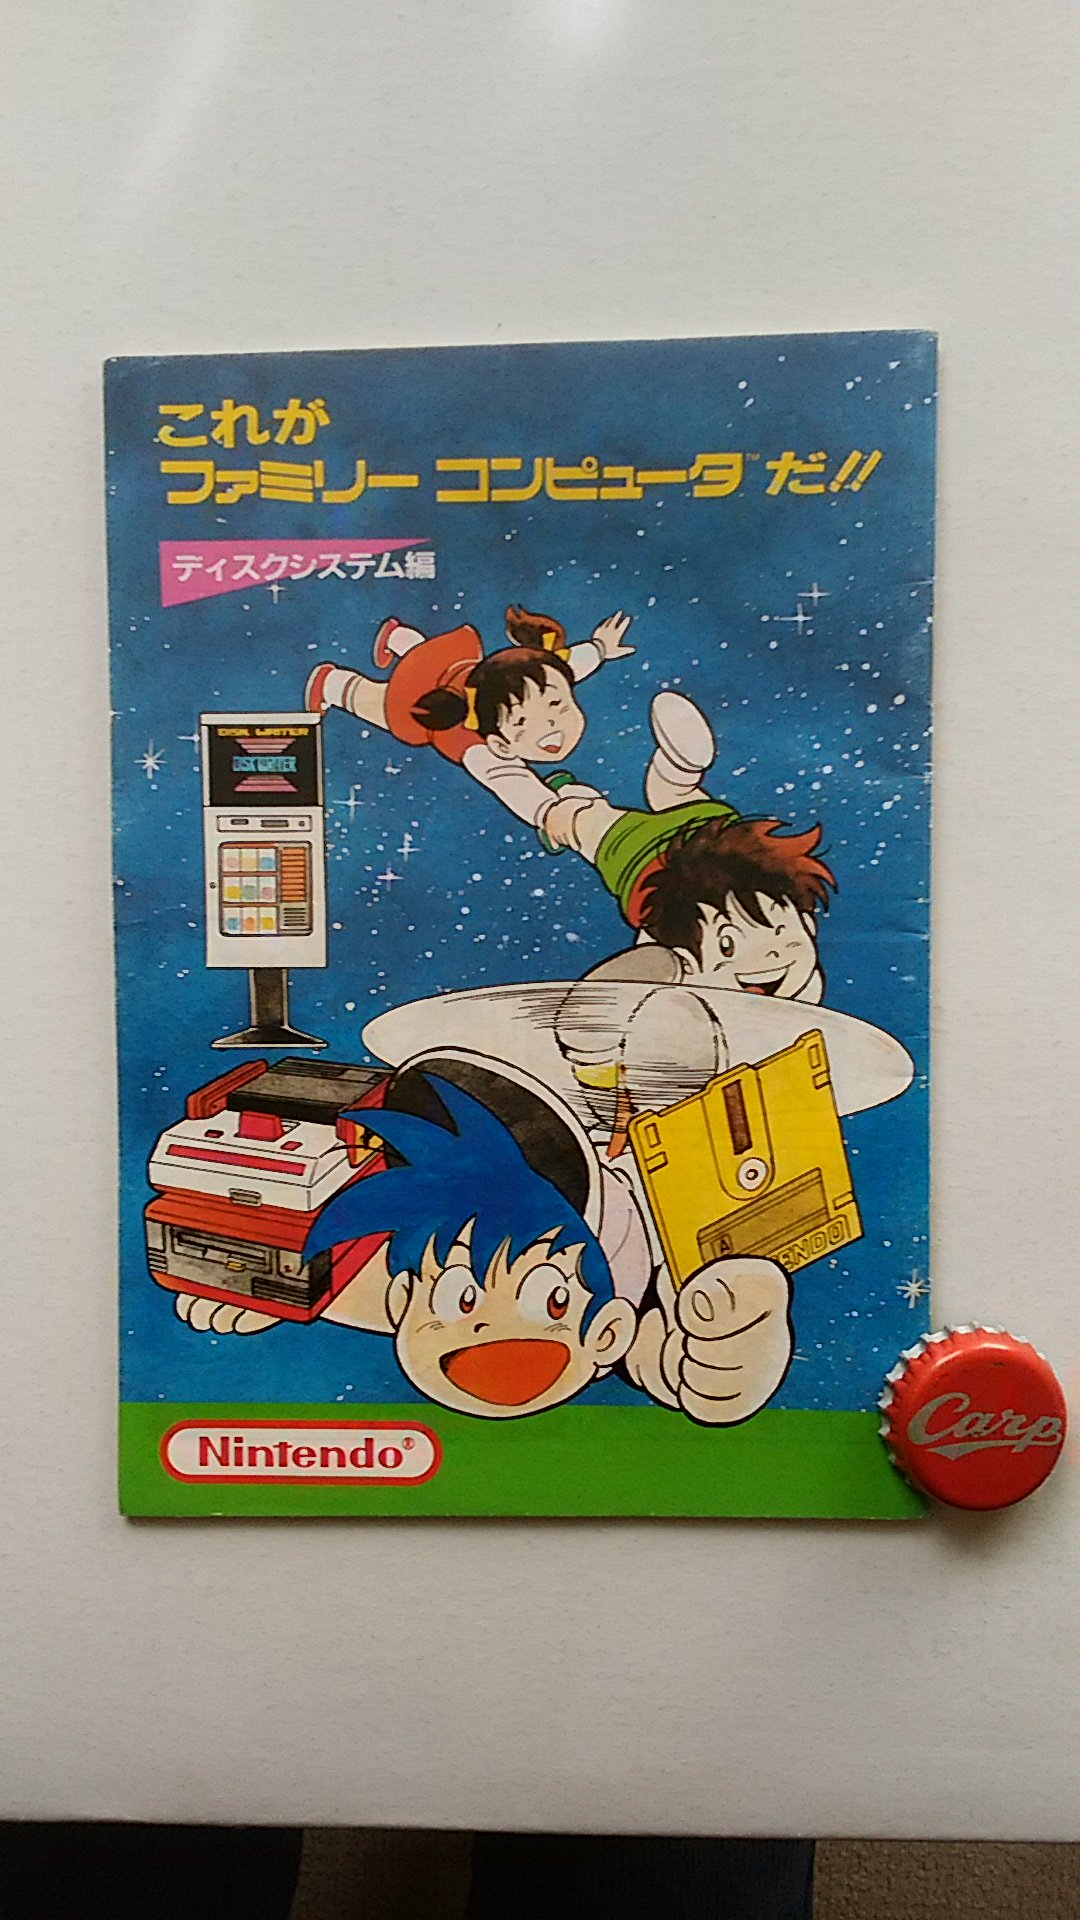 これが
ファミリー コンピュータ™ だ!!
ディスクシステム編
DISK WRITER
DISK WRITER
A
NINTENDO
Nintendo®
Carp